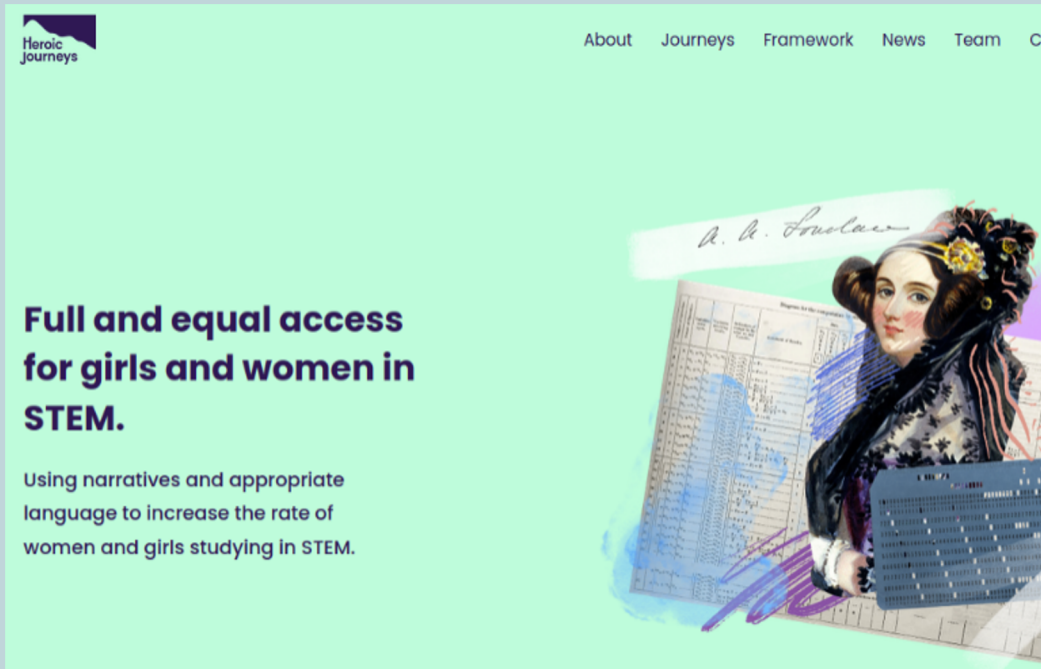 Heroic
Journeys
About Journeys Framework News Team
A. A. Lovelace
Full and equal access
for girls and women in
STEM.
Using narratives and appropriate
language to increase the rate of
women and girls studying in STEM.